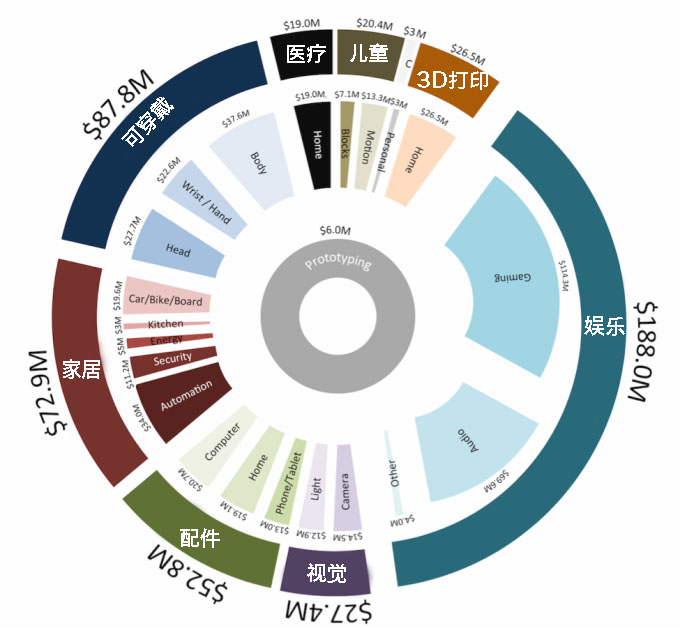 $19.0M
医疗
$20.4M
儿童
$3M
C
$26.5M
3D打印
$188.0M
娱乐
$27.4M
视觉
$52.8M
配件
$72.9M
家居
$87.8M
可穿戴
$19.0M.
Home
$7.1M
Blocks
$13.3M
Motion
$3M
Personal
$26.5M
Home
$114.3M
Gaming
$69.6M
Audio
$4.0M
Other
$14.5M
Camera
$12.9M
Light
$13.0M
Phone/Tablet
$19.1M
Home
$20.7M
Computer
$34.0M
Automation
$11.2M
Security
$5M
Energy
$3M
Kitchen
$19.6M
Car/Bike/Board
$27.7M
Head
$22.6M
Wrist / Hand
$37.6M
Body
$6.0M
Prototyping